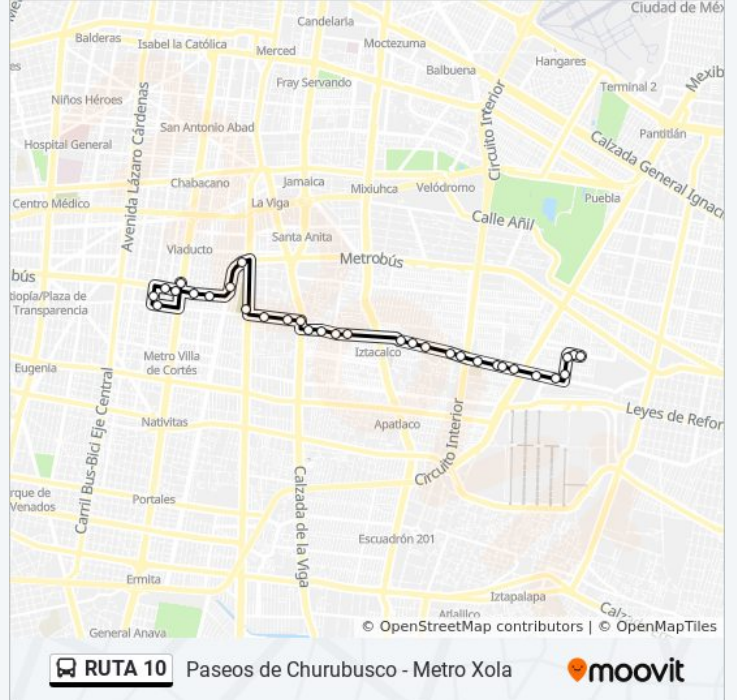 Ciudad de Méx
Candelaria
Balderas
Isabel la Católica
Merced
Moctezuma
Hangares
Balbuena
Fray Servando
Terminal 2
Mexib
Niños Héroes
Avenida Lázaro Cárdenas
San Antonio Abad
Circuito Interior
Pantitlán
Hospital General
Calzada General Ignaci
Chabacano
Jamaica
Mixiuhca
Velódromo
Puebla
Centro Médico
La Viga
Calle Añil
Santa Anita
Viaducto
Metrobús
bús
tiopía/Plaza de
Transparencia
Metro Villa
de Cortés
Iztacalco
Eugenia
Leyes de Refor
Nativitas
Apatlaco
Circuito Interior
Carril Bus-Bici Eje Central
rque de
Venados
Portales
Calzada de la Viga
Escuadrón 201
Ermita
Iztapalapa
Atlalilco
Calz
General Anaya
© OpenStreetMap contributors | © OpenMapTiles
RUTA 10 Paseos de Churubusco - Metro Xola
moovit